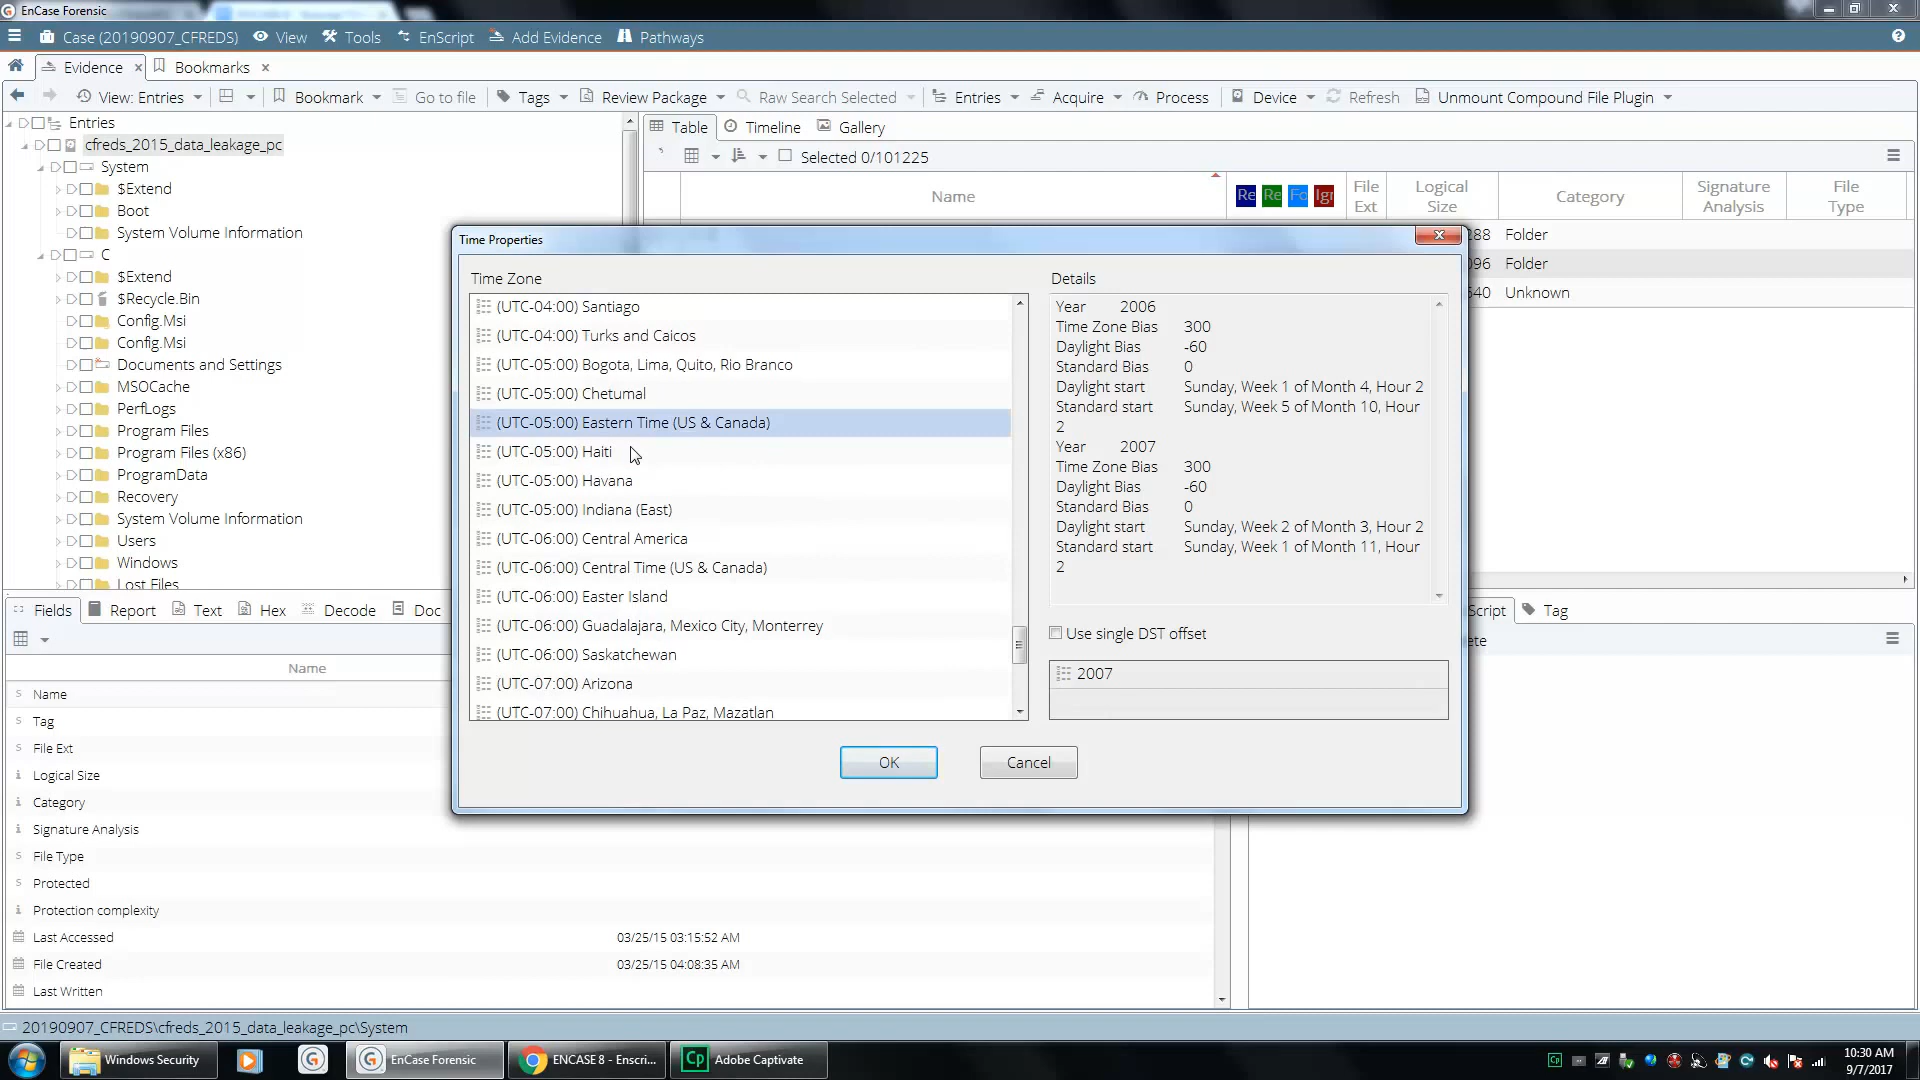 EnCase Forensic
Case (20190907_CFREDS) View Tools EnScript Add Evidence Pathways
Evidence Bookmarks
View: Entries Bookmark Go to file Tags Review Package Raw Search Selected Entries Acquire Process Device Refresh Unmount Compound File Plugin
Entries
cfreds_2015_data_leakage_pc
System
$Extend
Boot
System Volume Information
C
$Extend
$Recycle.Bin
Config.Msi
Config.Msi
Documents and Settings
MSOCache
PerfLogs
Program Files
Program Files (x86)
ProgramData
Recovery
System Volume Information
Users
Windows
Lost Files
Table Timeline Gallery
Selected 0/101225
Name
Re Re Fo Igr
File Ext
Logical Size
Category
Signature Analysis
File Type
288 Folder
096 Folder
640 Unknown
Time Properties
Time Zone
(UTC-04:00) Santiago
(UTC-04:00) Turks and Caicos
(UTC-05:00) Bogota, Lima, Quito, Rio Branco
(UTC-05:00) Chetumal
(UTC-05:00) Eastern Time (US & Canada)
(UTC-05:00) Haiti
(UTC-05:00) Havana
(UTC-05:00) Indiana (East)
(UTC-06:00) Central America
(UTC-06:00) Central Time (US & Canada)
(UTC-06:00) Easter Island
(UTC-06:00) Guadalajara, Mexico City, Monterrey
(UTC-06:00) Saskatchewan
(UTC-07:00) Arizona
(UTC-07:00) Chihuahua, La Paz, Mazatlan
Details
Year 2006
Time Zone Bias 300
Daylight Bias -60
Standard Bias 0
Daylight start Sunday, Week 1 of Month 4, Hour 2
Standard start Sunday, Week 5 of Month 10, Hour
2
Year 2007
Time Zone Bias 300
Daylight Bias -60
Standard Bias 0
Daylight start Sunday, Week 2 of Month 3, Hour 2
Standard start Sunday, Week 1 of Month 11, Hour
2
Use single DST offset
2007
OK Cancel
Fields Report Text Hex Decode Doc
Script Tag
ete
Name
Name
Tag
File Ext
Logical Size
Category
Signature Analysis
File Type
Protected
Protection complexity
Last Accessed 03/25/15 03:15:52 AM
File Created 03/25/15 04:08:35 AM
Last Written
20190907_CFREDS\cfreds_2015_data_leakage_pc\System
Windows Security EnCase Forensic ENCASE 8 - Enscri... Cp Adobe Captivate
10:30 AM
9/7/2017